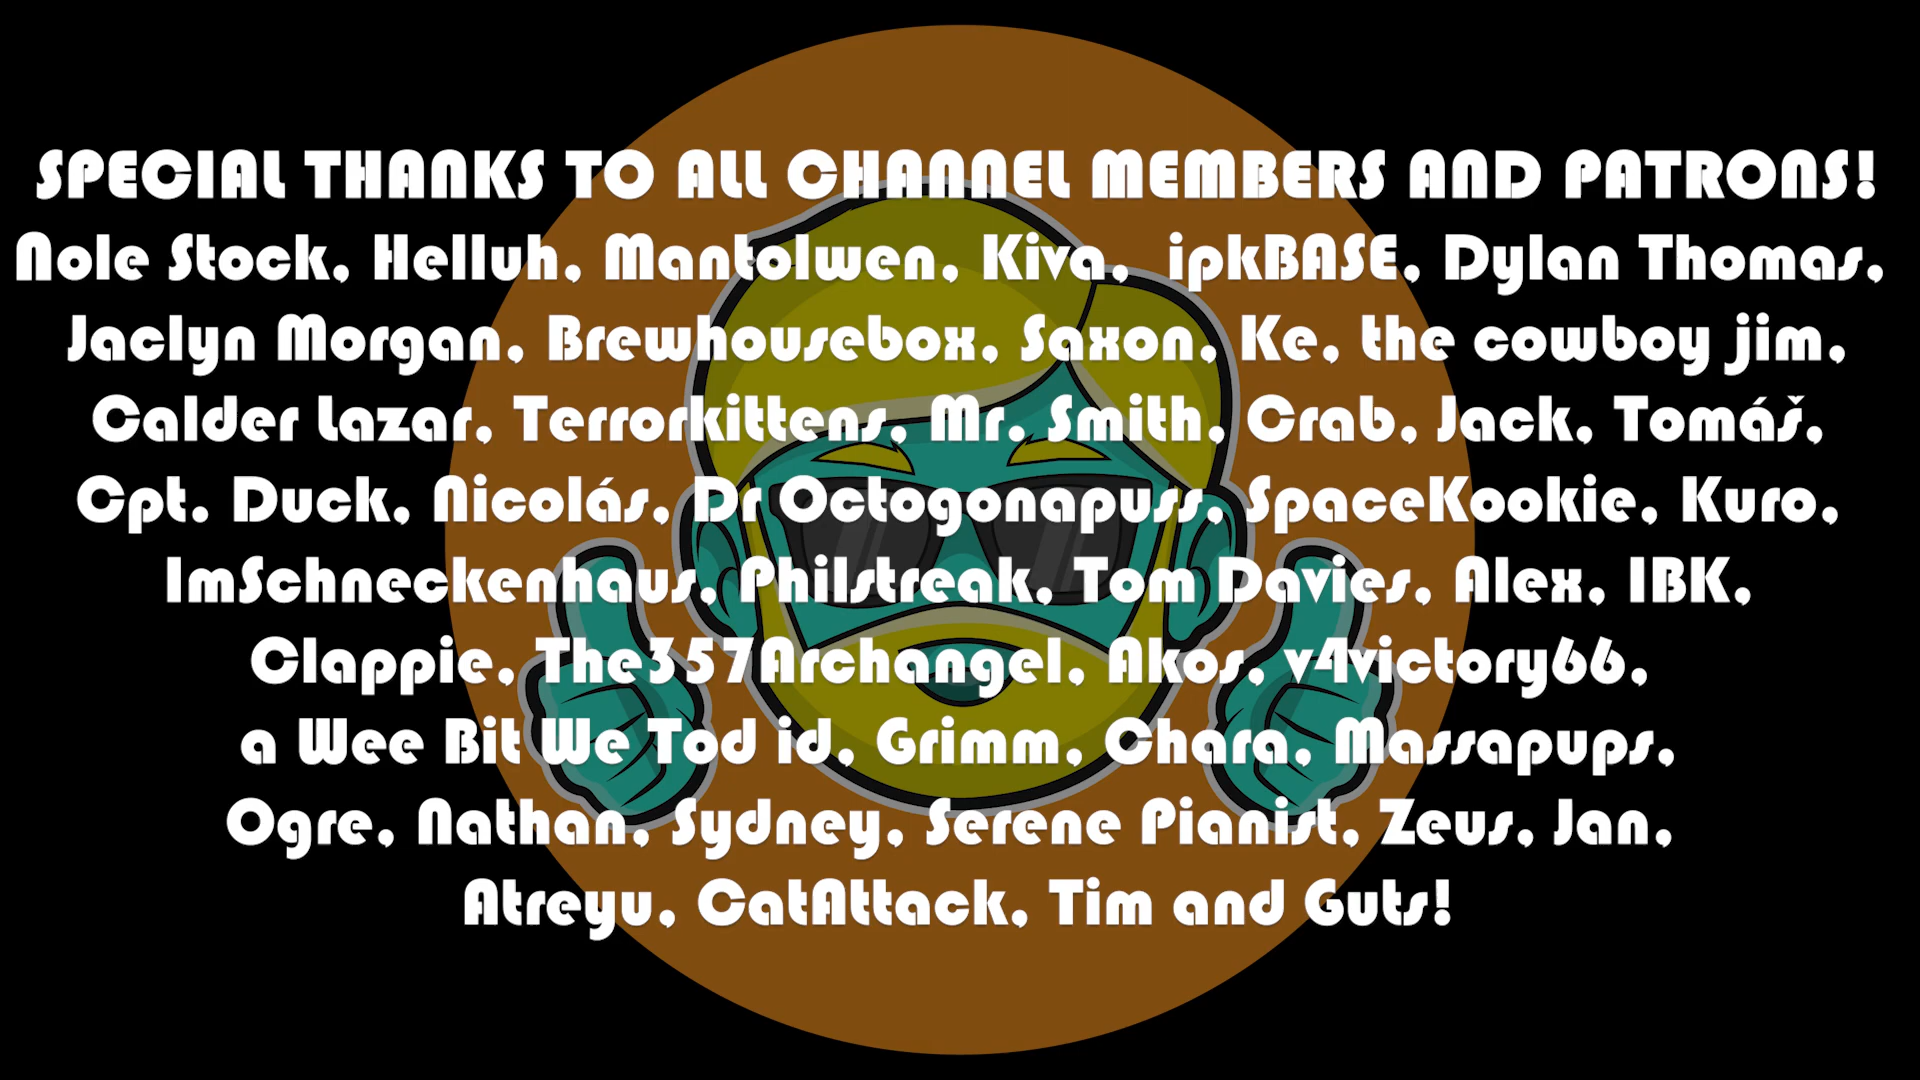 SPECIAL THANKS TO ALL CHANNEL MEMBERS AND PATRONS!
Nole Stock, Helluh, Mantolwen, Kiva, ipkBASE, Dylan Thomas,
Jaclyn Morgan, Brewhousebox, Saxon, Ke, the cowboy jim,
Calder Lazar, Terrorkittens, Mr. Smith, Crab, Jack, Tomáš,
Cpt. Duck, Nicolás, Dr Octogonapuss, SpaceKookie, Kuro,
ImSchneckenhaus, Philstreak, Tom Davies, Alex, IBK,
Clappie, The357Archangel, Akos, v4victory66,
a Wee Bit We Tod id, Grimm, Chara, Massapups,
Ogre, Nathan, Sydney, Serene Pianist, Zeus, Jan,
Atreyu, CatAttack, Tim and Guts!